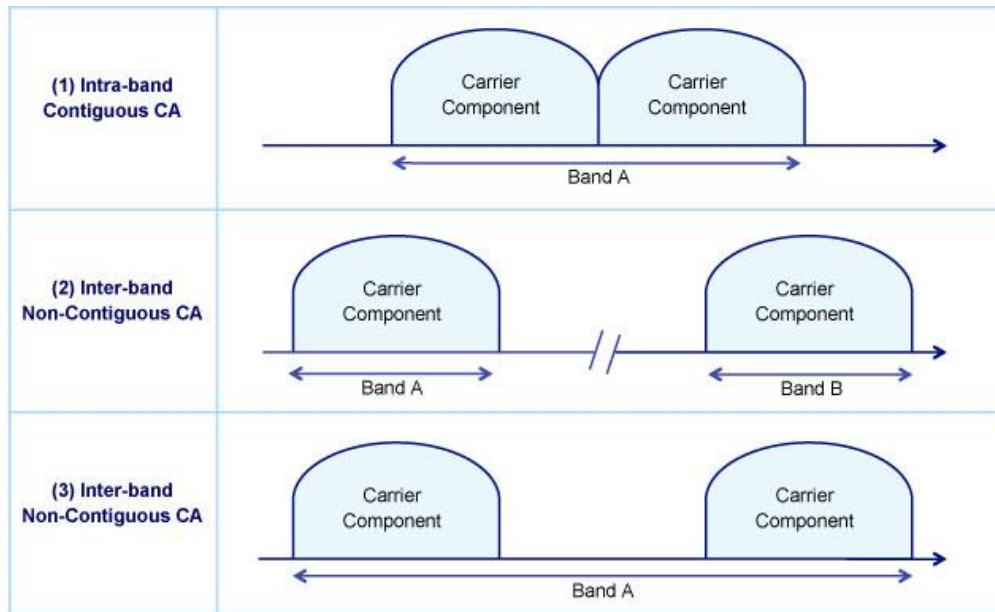 (1) Intra-band
Contiguous CA
Carrier
Component
Carrier
Component
Band A
(2) Inter-band
Non-Contiguous CA
Carrier
Component
Carrier
Component
Band A
Band B
(3) Inter-band
Non-Contiguous CA
Carrier
Component
Carrier
Component
Band A